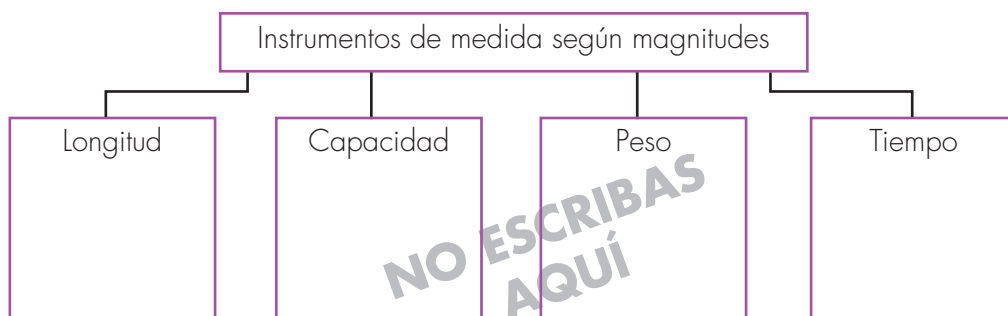 Instrumentos de medida según magnitudes
Longitud
Capacidad
Peso
Tiempo
NO ESCRIBAS
AQUÍ